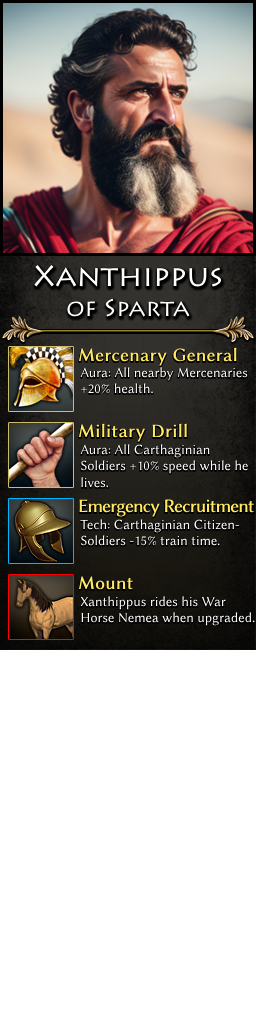 Xanthippus
of Sparta
Mercenary General
Aura: All nearby Mercenaries
+20% health.
Military Drill
Aura: All Carthaginian
Soldiers +10% speed while he
lives.
Emergency Recruitment
Tech: Carthaginian Citizen-
Soldiers -15% train time.
Mount
Xanthippus rides his War
Horse Nemea when upgraded.